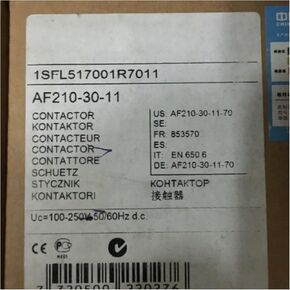 1SFL517001R7011
AF210-30-11
CONTACTOR
KONTAKTOR
CONTACTEUR
CONTACTOR
CONTATTORE
SCHUETZ
STYCZNIK
KONTAKTORI
US: AF210-30-11-70
SE:
FR: 853570
ES:
IT: EN 650 6
DE: AF210-30-11-70
КОНТАКТОР
接触器
Uc=100-250V 50/60Hz d.c.
CE